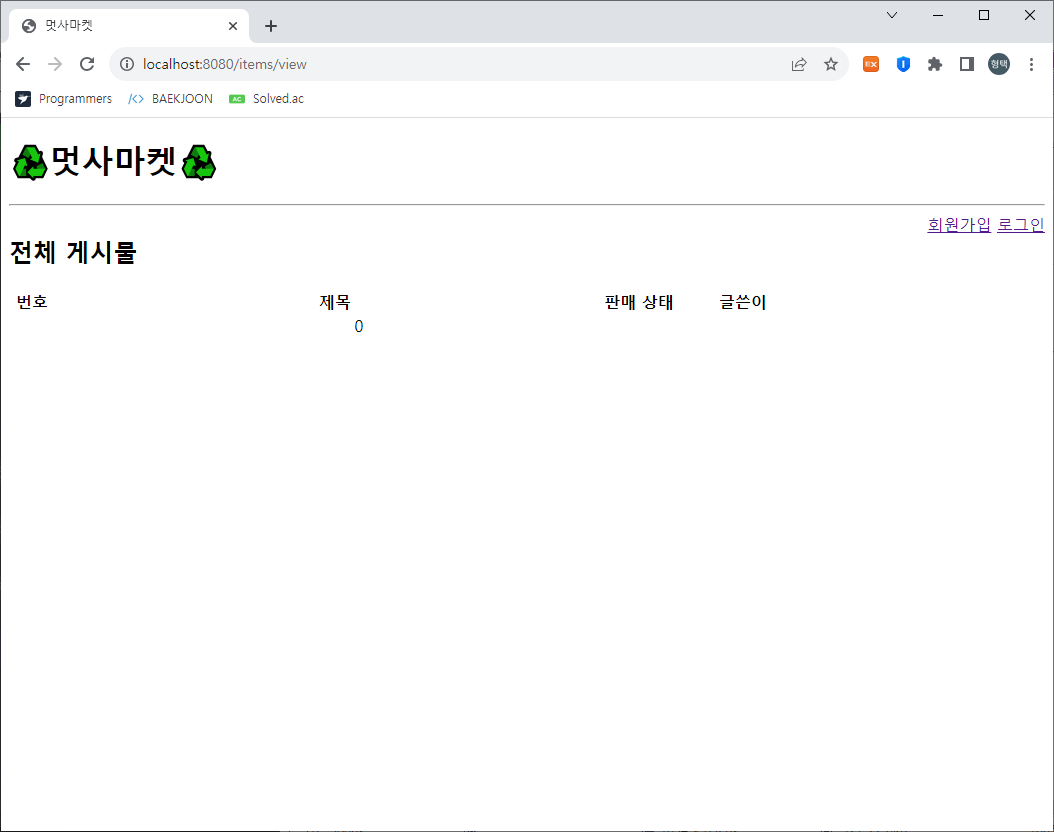 멋사마켓
localhost:8080/items/view
EX
형택
Programmers </> BAEKJOON AC Solved.ac
♻멋사마켓♻
회원가입 로그인
전체 게시물
번호 제목 판매 상태 글쓴이
0